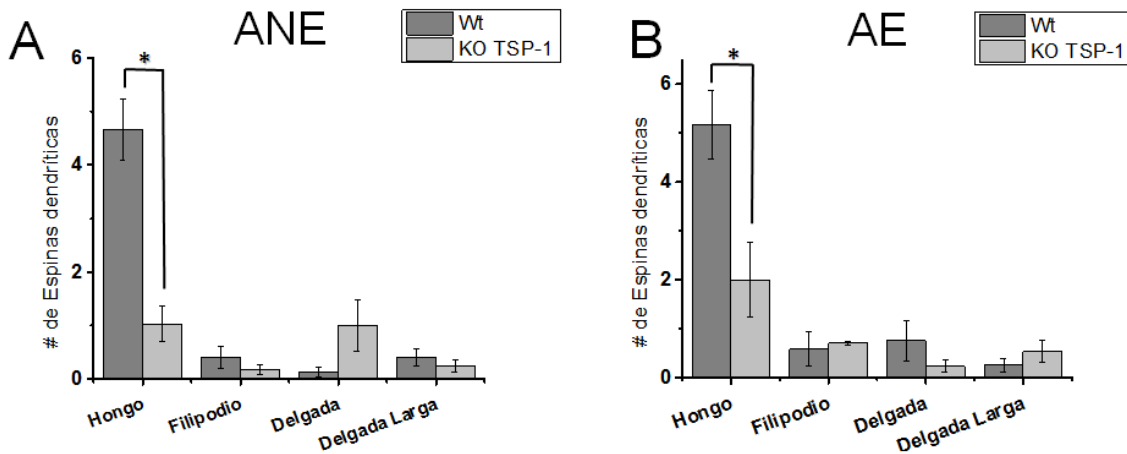 A
ANE
Wt
KO TSP-1
*
6
4
2
0
# de Espinas dendríticas
Hongo
Filipodio
Delgada
Delgada Larga
B
AE
Wt
KO TSP-1
*
6
4
2
0
# de Espinas dendríticas
Hongo
Filipodio
Delgada
Delgada Larga